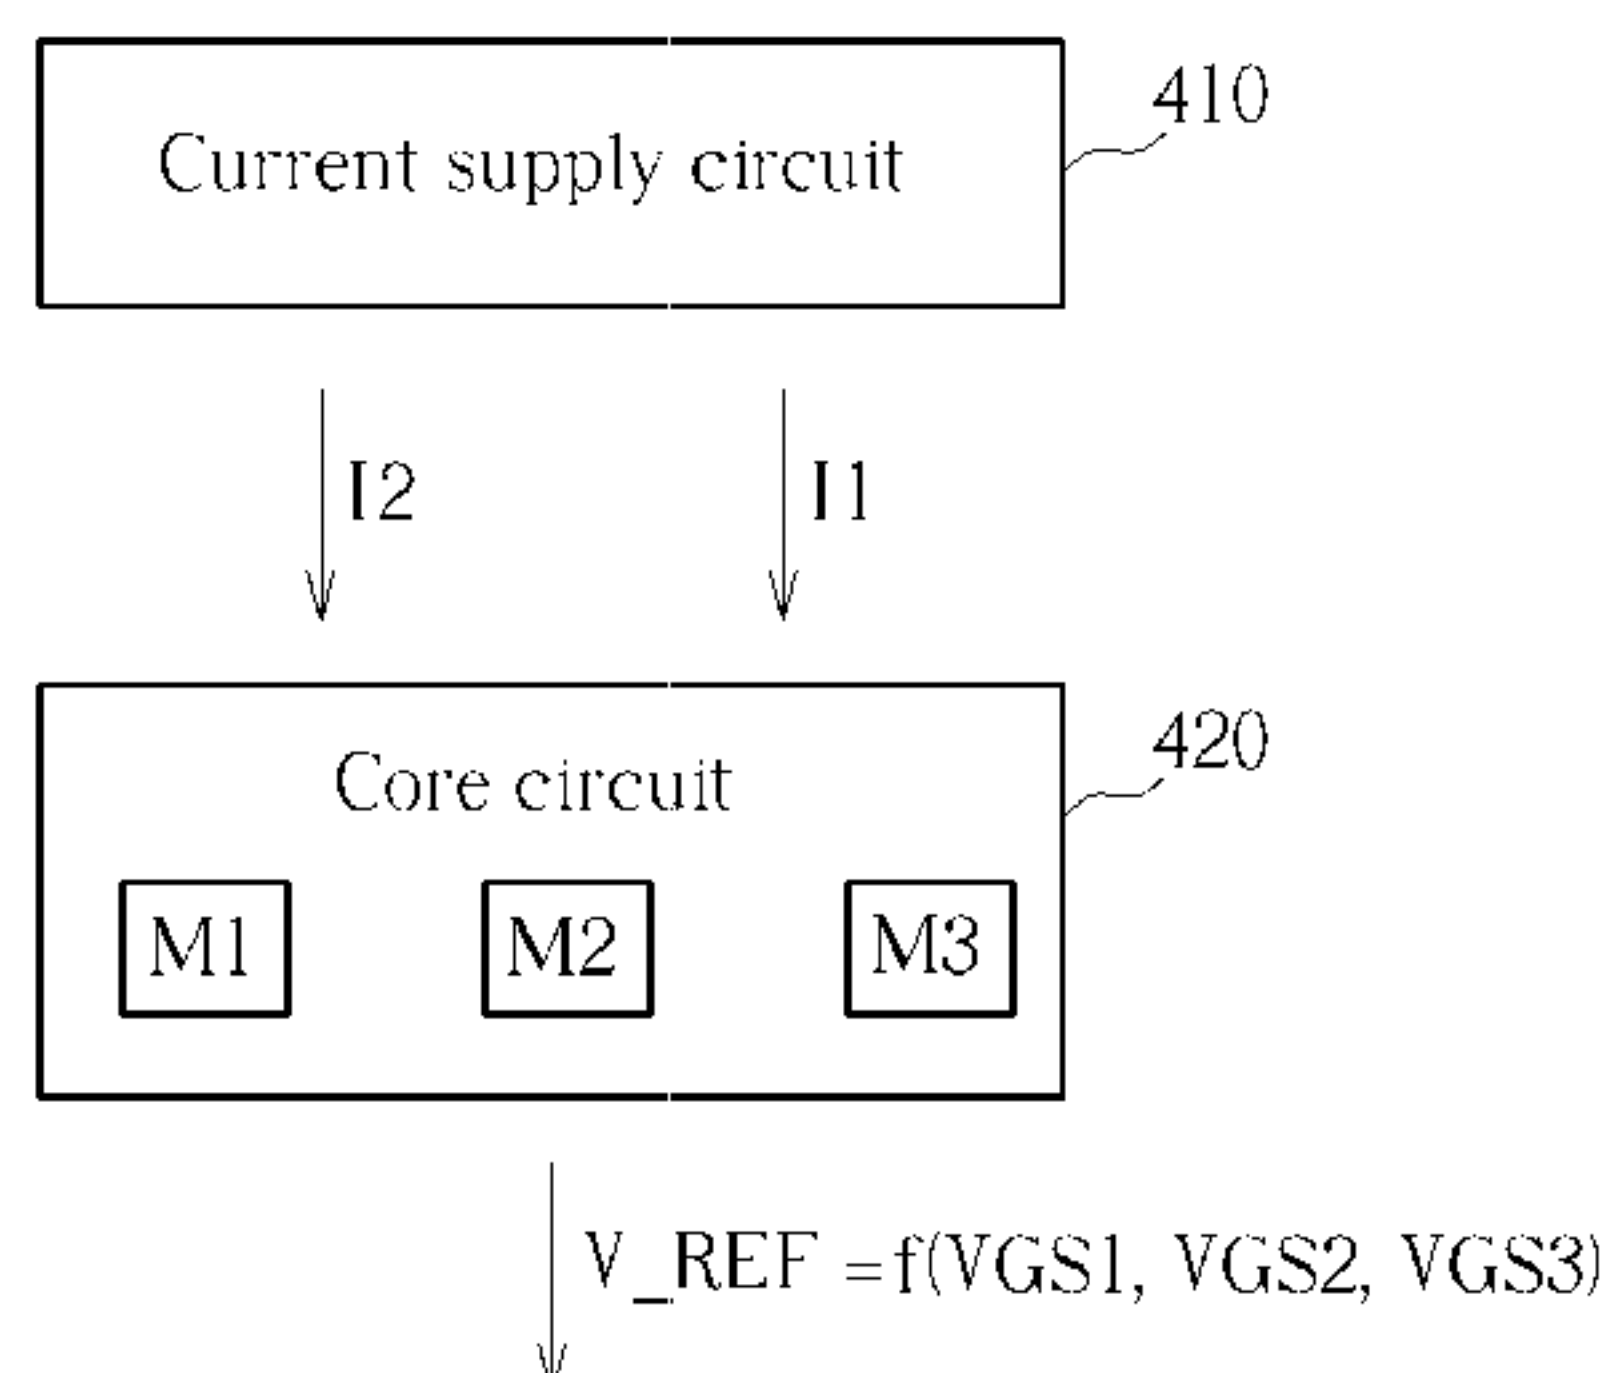 410
Current supply circuit
I2 I1
420
Core circuit
M1 M2 M3
V_REF =f(VGS1, VGS2, VGS3)